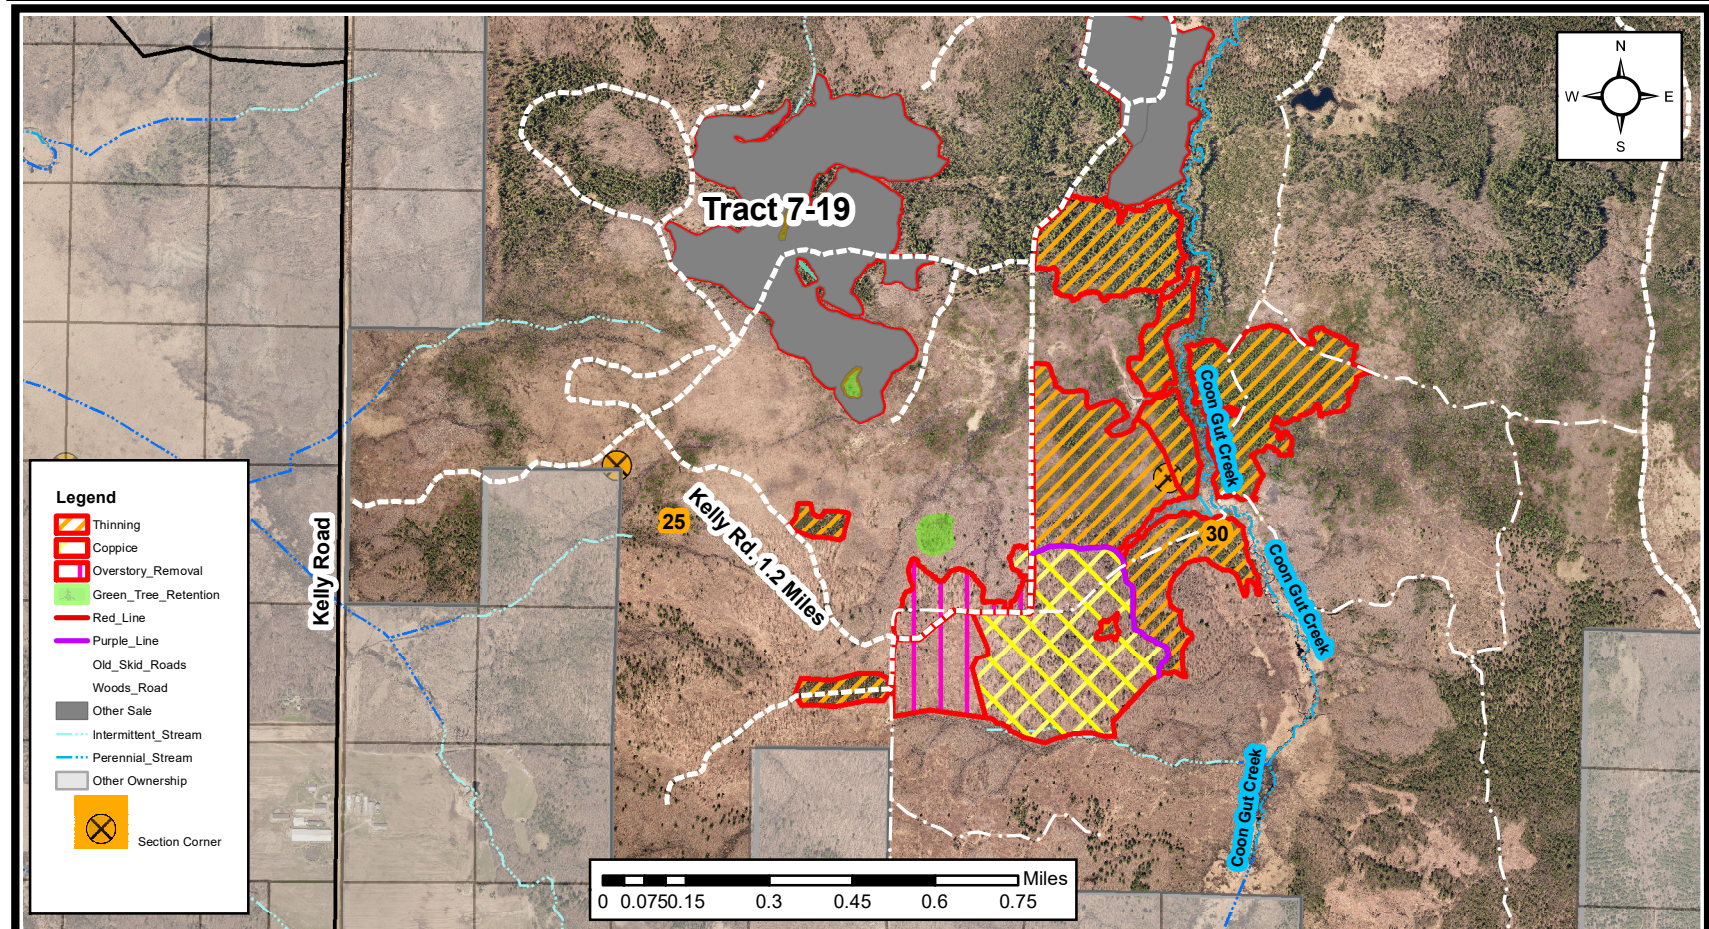 N
W E
S
Tract 7-19
Coon Gut Creek
Legend
Thinning
Coppice
Overstory_Removal
Green_Tree_Retention
Red_Line
Purple_Line
Old_Skid_Roads
Woods_Road
Other Sale
Intermittent_Stream
Perennial_Stream
Other Ownership
Section Corner
Kelly Road
25
Kelly Rd. 1.2 Miles
30
Coon Gut Creek
Coon Gut Creek
Miles
0 0.0750.15 0.3 0.45 0.6 0.75